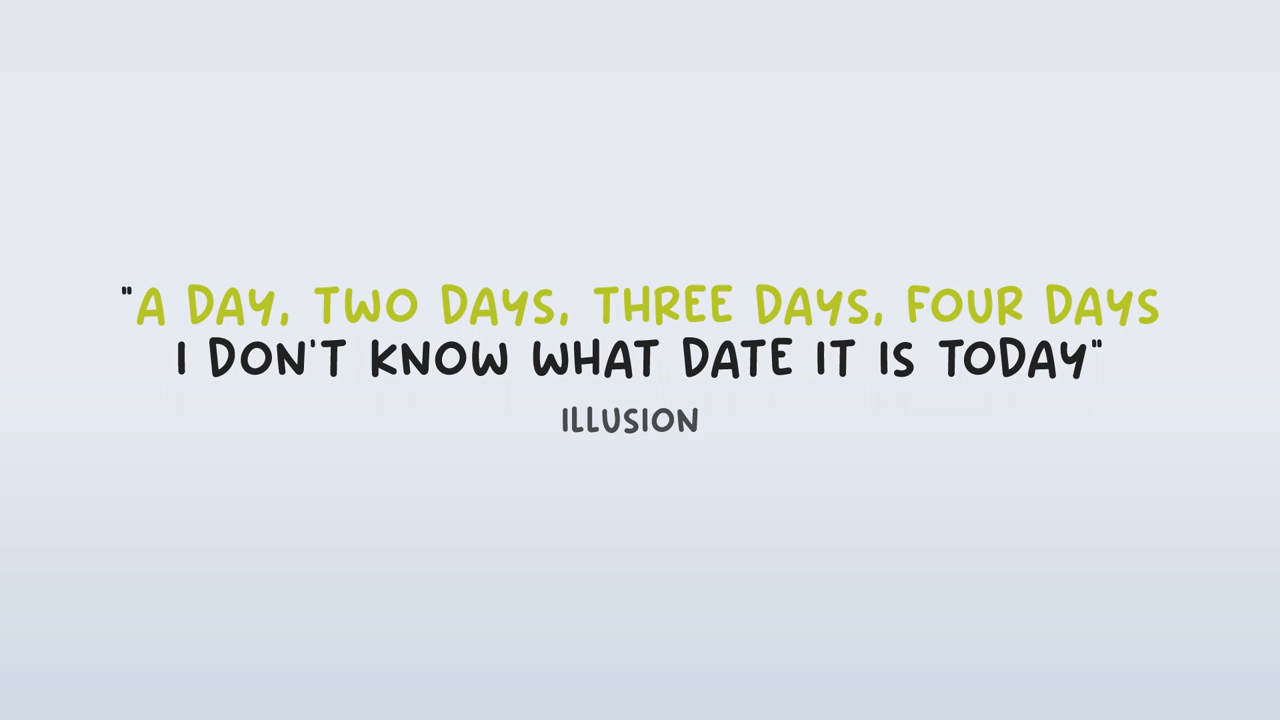 "A DAY, TWO DAYS, THREE DAYS, FOUR DAYS
I DON'T KNOW WHAT DATE IT IS TODAY"
ILLUSION